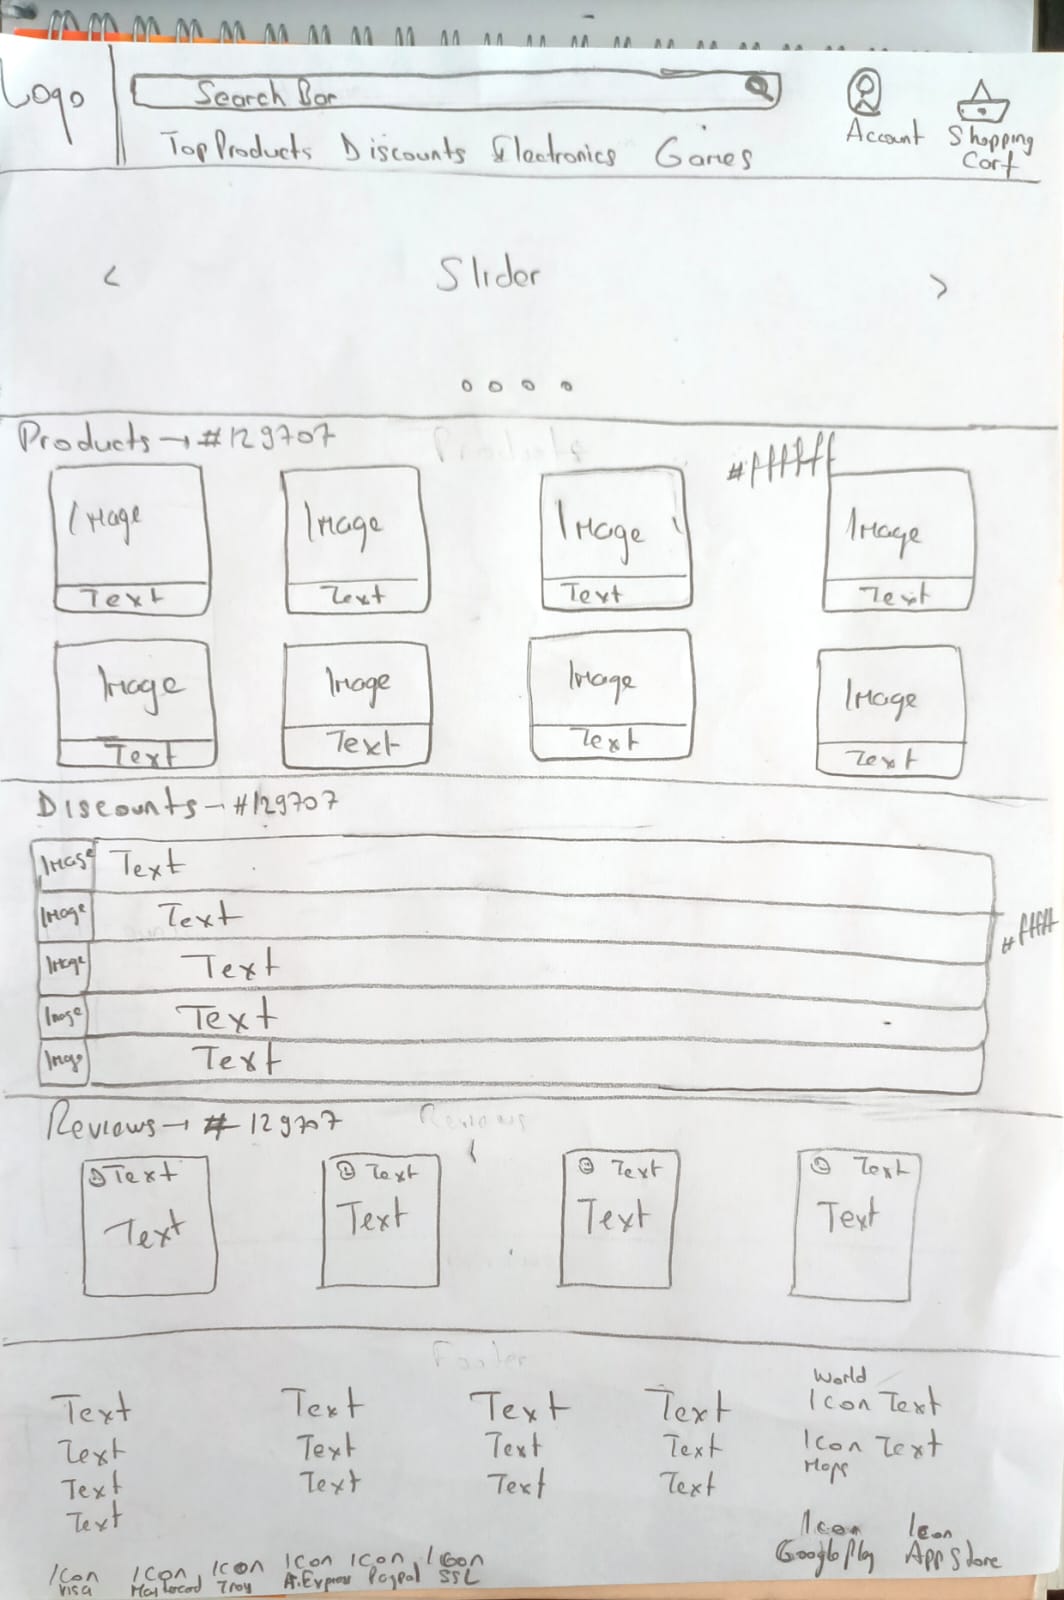 Logo
Search Bar
Account
Shopping
Cart
Top Products Discounts Electronics Games
<
Slider
>
Products → #129707
#ffffff
Image Image Image Image
Text Text Text Text
Image Image Image Image
Text Text Text Text
Discounts → #129707
Image Text
Image Text
Image Text
Image Text
Image Text
#fffff
Reviews → #129707
Reviews
Text Text Text Text
Text Text Text Text
Footer
World
Text Text Text Text Icon Text
Text Text Text Text Icon Text
Maps
Text Text Text Text
Text
Icon Icon
Google Play App Store
Icon Icon Icon Icon Icon Icon
Visa Mastercard Troy A.Express Paypal SSL